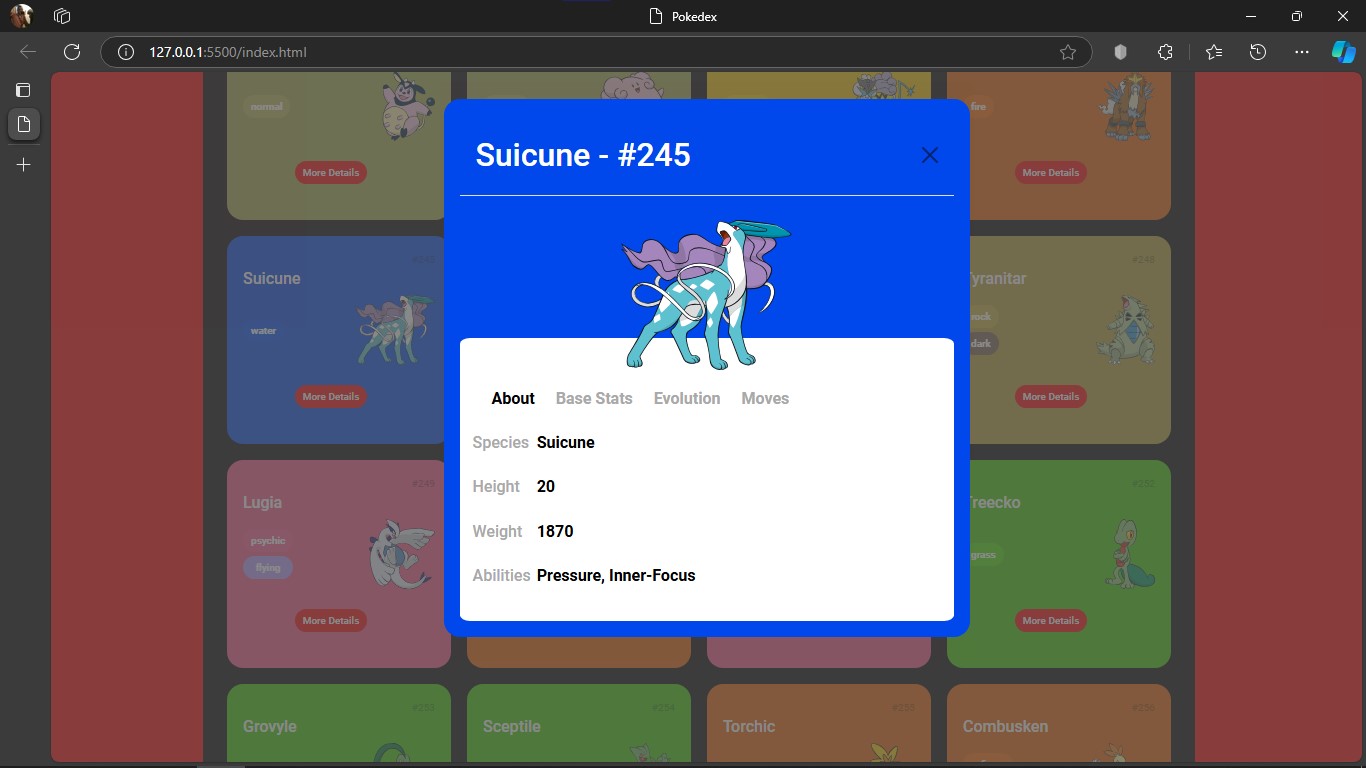 Pokedex
127.0.0.1:5500/index.html
normal
fire
More Details
More Details
Suicune - #245
#245
Suicune
water
More Details
#248
rock
dark
More Details
About Base Stats Evolution Moves
Species Suicune
Height 20
Weight 1870
Abilities Pressure, Inner-Focus
#249
Lugia
psychic
flying
More Details
#252
grass
More Details
#253
Grovyle
#254
Sceptile
#255
Torchic
#256
Combusken